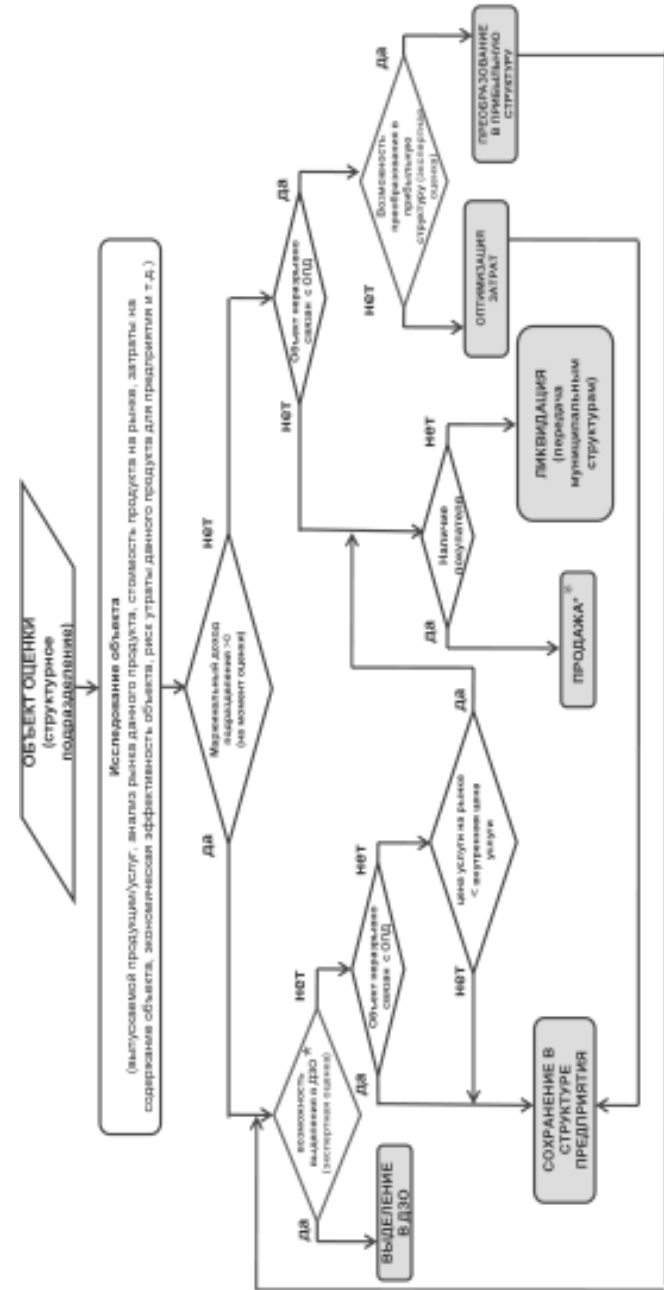 ОБЪЕКТ ОЦЕНКИ
(структурное
подразделение)
Исследование объекта
(выпускаемой продукции/услуг, анализ рынка данного продукта, стоимость продукта на рынке, затраты на
содержание объекта, экономическая эффективность объекта, риск утраты данного продукта для предприятия и т.д.)
Маржинальный доход
подразделения >0
(на момент оценки)
да
нет
возможность
выделения в ДЗО *
(экспертная оценка)
да
нет
ВЫДЕЛЕНИЕ
В ДЗО
Объект неразрывно
связан с ОПД
да
нет
цена услуги на рынке
< внутренняя цена
услуги
нет
да
СОХРАНЕНИЕ В
СТРУКТУРЕ
ПРЕДПРИЯТИЯ
Объект неразрывно
связан с ОПД
нет
да
Наличие
покупателя
да
нет
ПРОДАЖА*
ЛИКВИДАЦИЯ
(передача
муниципальным
структурам)
Возможность
преобразования в
прибыльную
структуру (экспертная
оценка)
нет
да
ОПТИМИЗАЦИЯ
ЗАТРАТ
ПРЕОБРАЗОВАНИЕ
В ПРИБЫЛЬНУЮ
СТРУКТУРУ